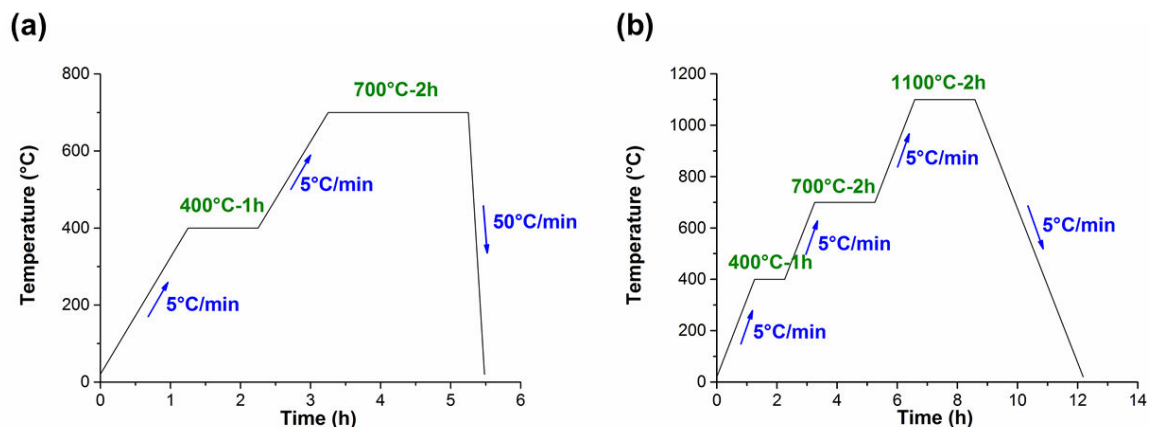 (a)
800
600
400
200
0
Temperature (°C)
0 1 2 3 4 5 6
Time (h)
700°C-2h
400°C-1h
5°C/min
5°C/min
50°C/min
(b)
1200
1000
800
600
400
200
0
Temperature (°C)
0 2 4 6 8 10 12 14
Time (h)
1100°C-2h
700°C-2h
400°C-1h
5°C/min
5°C/min
5°C/min
5°C/min